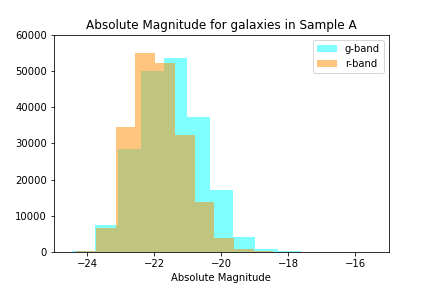 Absolute Magnitude for galaxies in Sample A
60000
50000
40000
30000
20000
10000
0
g-band
r-band
−24 −22 −20 −18 −16
Absolute Magnitude